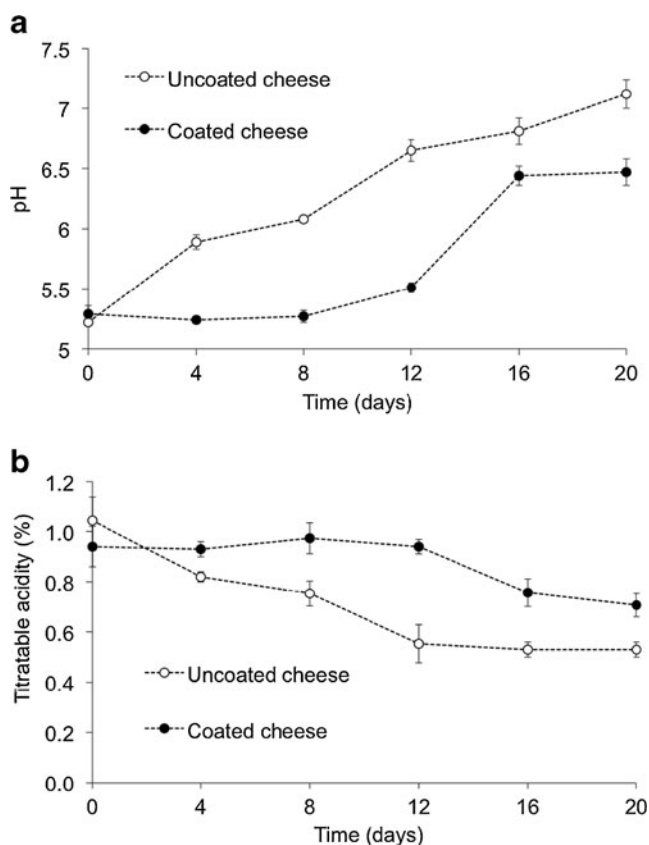 a
7.5
7
6.5
6
5.5
5
pH
Uncoated cheese
Coated cheese
0 4 8 12 16 20
Time (days)
b
1.2
1.0
0.8
0.6
0.4
0.2
0.0
Titratable acidity (%)
Uncoated cheese
Coated cheese
0 4 8 12 16 20
Time (days)